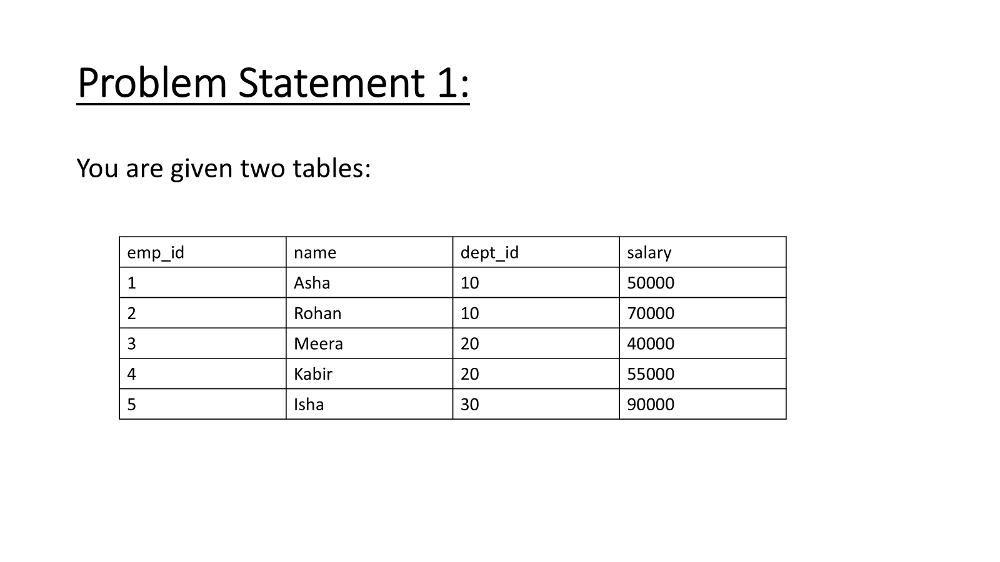 Problem Statement 1:
You are given two tables:
emp_id name dept_id salary
1 Asha 10 50000
2 Rohan 10 70000
3 Meera 20 40000
4 Kabir 20 55000
5 Isha 30 90000